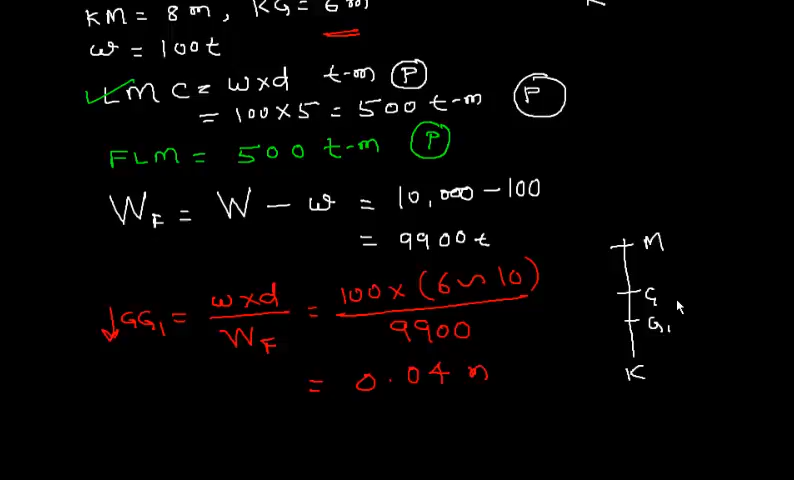 KM = 8 m, KG = 6 m
K
w = 100t
LMC = w×d t-m (P)
= 100×5 = 500 t-m (P)
FLM = 500 t-m (P)
W_F = W - w = 10,000 - 100
= 9900 t
↓GG₁ = w×d / W_F = 100 × (6 ~ 10) / 9900
= 0.04 m
M
G
G₁
K